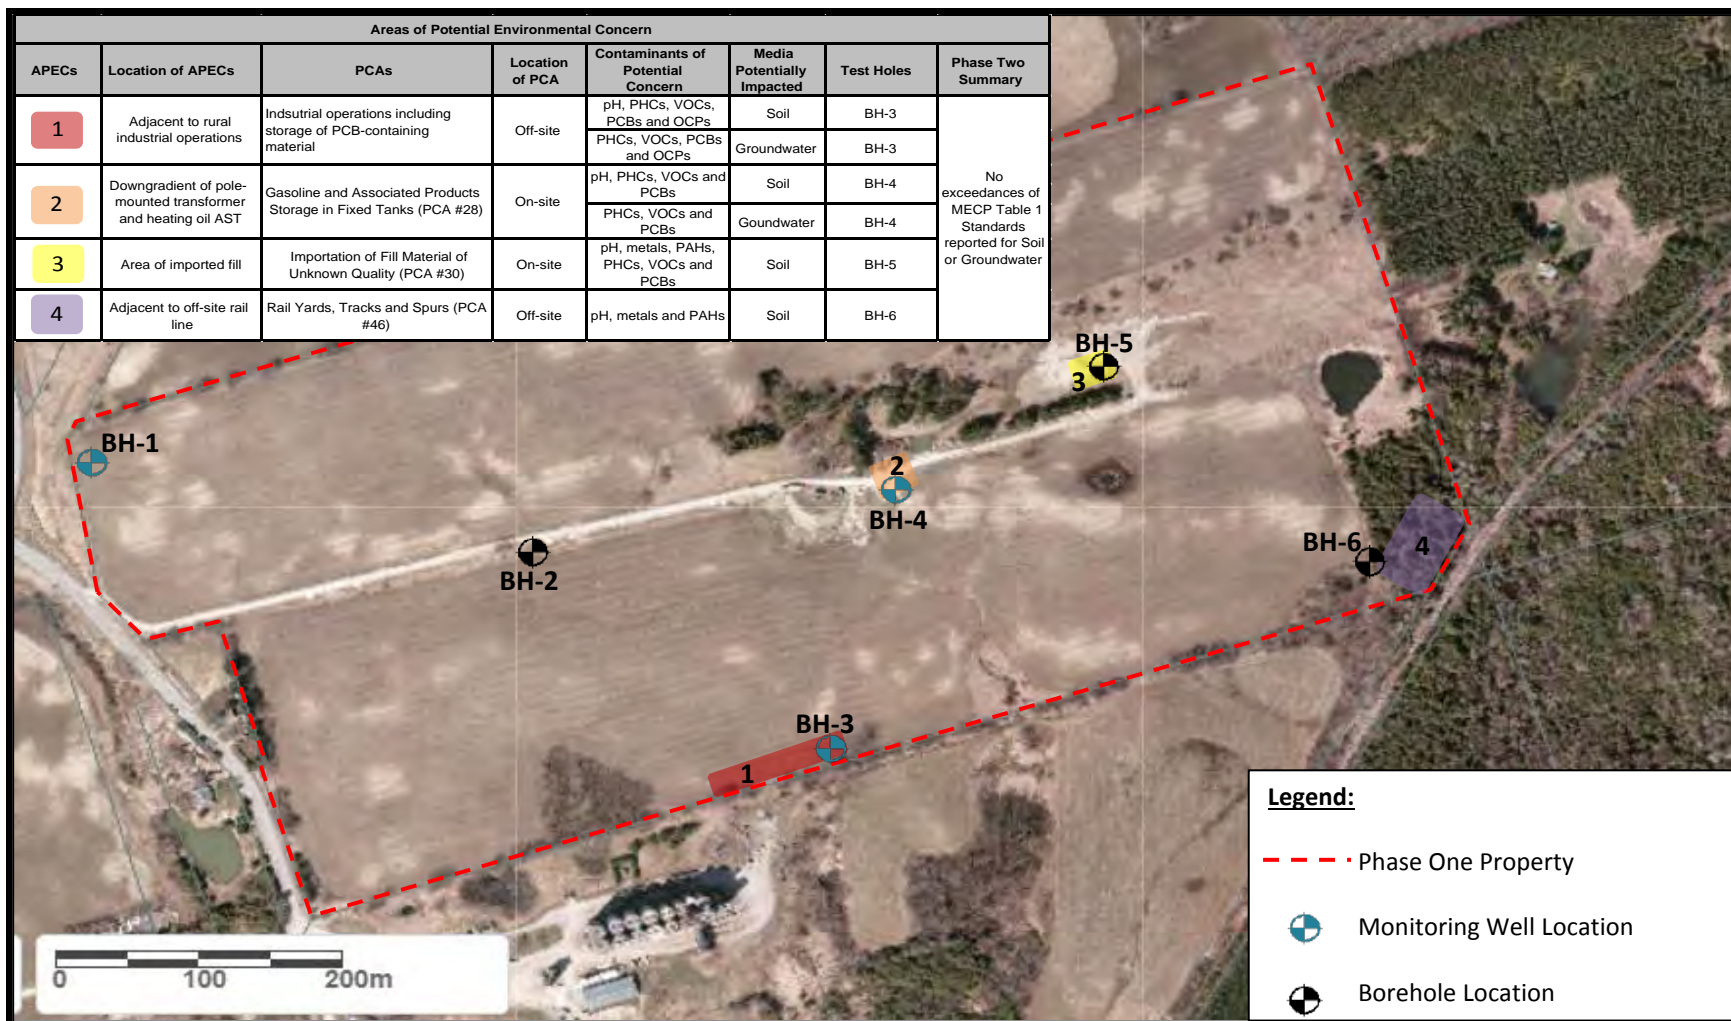 Areas of Potential Environmental Concern
APECs
Location of APECs
PCAs
Location
of PCA
Contaminants of
Potential
Concern
Media
Potentially
Impacted
Test Holes
Phase Two
Summary
1
Adjacent to rural
industrial operations
Indsutrial operations including
storage of PCB-containing
material
Off-site
pH, PHCs, VOCs,
PCBs and OCPs
Soil
BH-3
PHCs, VOCs, PCBs
and OCPs
Groundwater
BH-3
2
Downgradient of pole-
mounted transformer
and heating oil AST
Gasoline and Associated Products
Storage in Fixed Tanks (PCA #28)
On-site
pH, PHCs, VOCs and
PCBs
Soil
BH-4
PHCs, VOCs and
PCBs
Goundwater
BH-4
3
Area of imported fill
Importation of Fill Material of
Unknown Quality (PCA #30)
On-site
pH, metals, PAHs,
PHCs, VOCs and
PCBs
Soil
BH-5
4
Adjacent to off-site rail
line
Rail Yards, Tracks and Spurs (PCA
#46)
Off-site
pH, metals and PAHs
Soil
BH-6
No
exceedances of
MECP Table 1
Standards
reported for Soil
or Groundwater
BH-5
3
BH-1
2
BH-4
BH-2
BH-6
4
BH-3
1
Legend:
Phase One Property
Monitoring Well Location
Borehole Location
0 100 200m